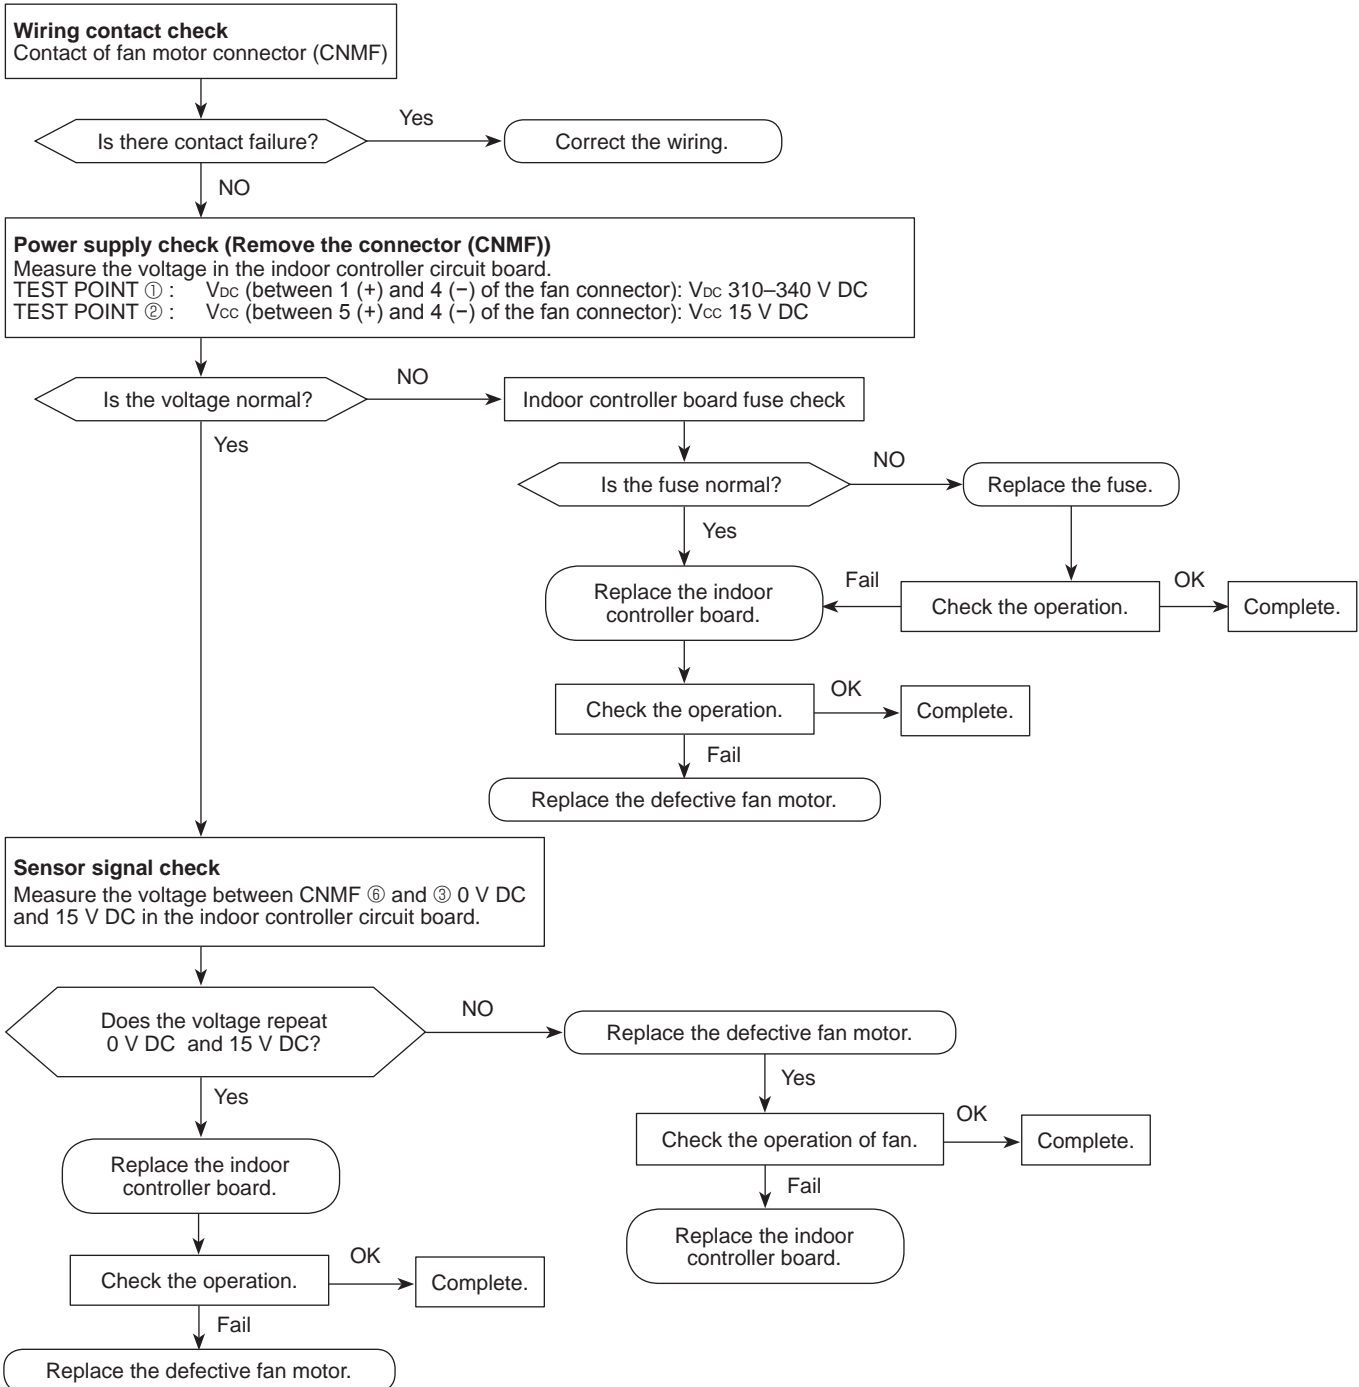 Wiring contact check
Contact of fan motor connector (CNMF)
Is there contact failure?
Yes
Correct the wiring.
NO
Power supply check (Remove the connector (CNMF))
Measure the voltage in the indoor controller circuit board.
TEST POINT ① : VDC (between 1 (+) and 4 (−) of the fan connector): VDC 310–340 V DC
TEST POINT ② : VCC (between 5 (+) and 4 (−) of the fan connector): VCC 15 V DC
Is the voltage normal?
NO
Indoor controller board fuse check
Yes
Is the fuse normal?
NO
Replace the fuse.
Yes
Replace the indoor
controller board.
Fail
Check the operation.
OK
Complete.
Check the operation.
OK
Complete.
Fail
Replace the defective fan motor.
Sensor signal check
Measure the voltage between CNMF ⑥ and ③ 0 V DC
and 15 V DC in the indoor controller circuit board.
Does the voltage repeat
0 V DC and 15 V DC?
NO
Replace the defective fan motor.
Yes
Yes
Check the operation of fan.
OK
Complete.
Fail
Replace the indoor
controller board.
Replace the indoor
controller board.
Check the operation.
OK
Complete.
Fail
Replace the defective fan motor.